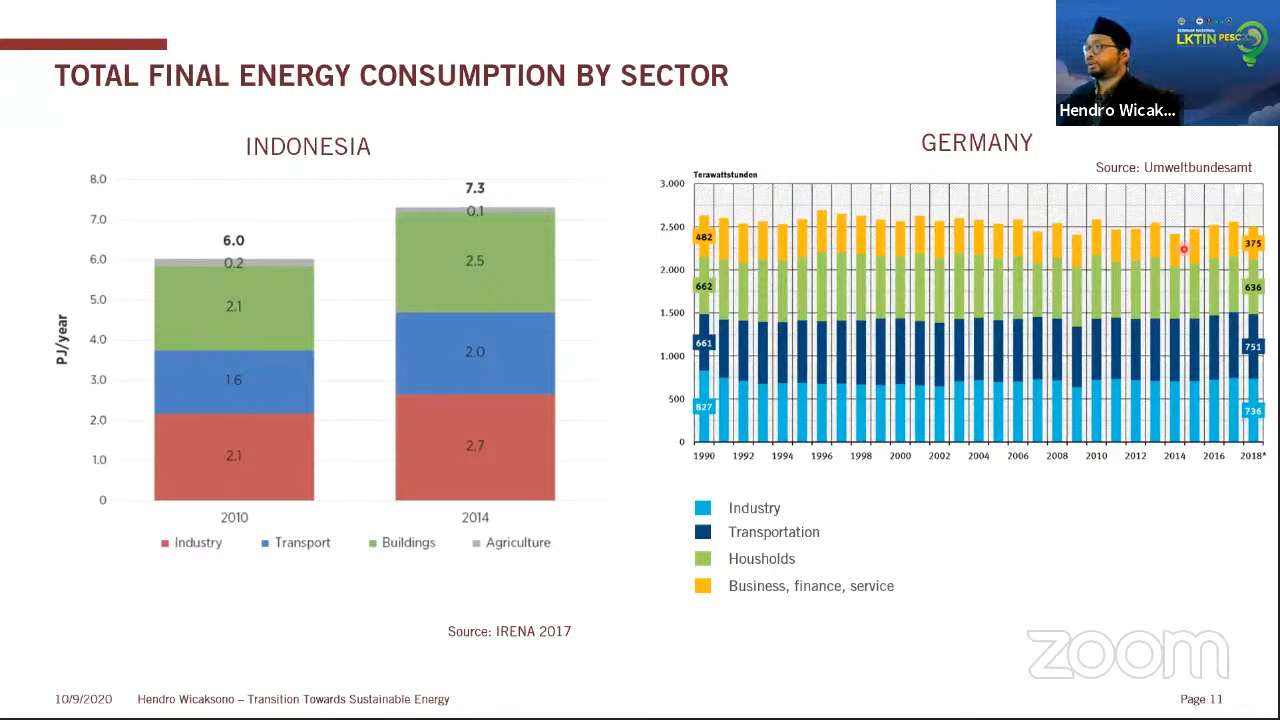 TOTAL FINAL ENERGY CONSUMPTION BY SECTOR
LKTIN PESC
Hendro Wicak...
INDONESIA
8.0
7.0
6.0
5.0
4.0
3.0
2.0
1.0
0
PJ/year
6.0
0.2
2.1
1.6
2.1
7.3
0.1
2.5
2.0
2.7
2010 2014
Industry Transport Buildings Agriculture
Source: IRENA 2017
GERMANY
Source: Umweltbundesamt
Terawattstunden
3.000
2.500
2.000
1.500
1.000
500
0
482
662
661
827
375
636
751
736
1990 1992 1994 1996 1998 2000 2002 2004 2006 2008 2010 2012 2014 2016 2018*
Industry
Transportation
Housholds
Business, finance, service
zoom
10/9/2020 Hendro Wicaksono – Transition Towards Sustainable Energy Page 11